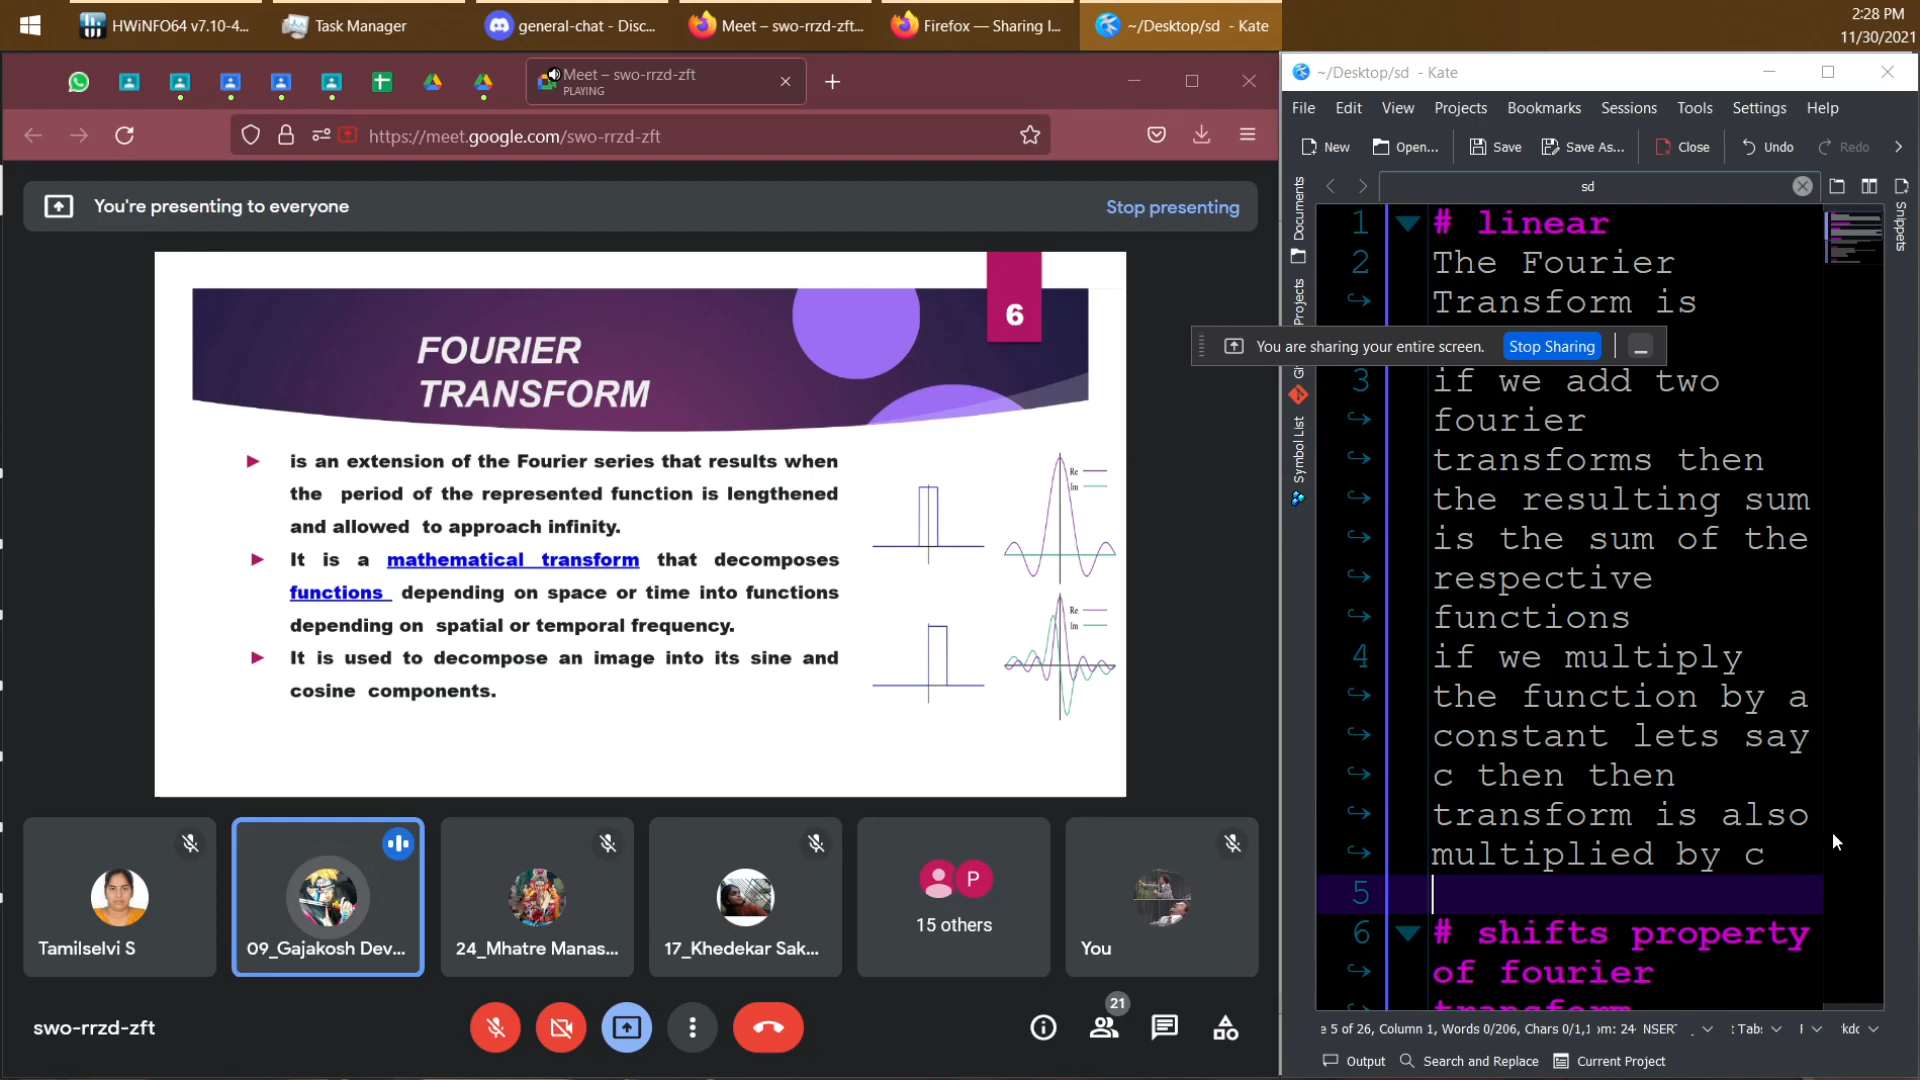 HWiNFO64 v7.10-4...
Task Manager
general-chat - Disc...
Meet – swo-rrzd-zft...
Firefox — Sharing I...
~/Desktop/sd - Kate
2:28 PM
11/30/2021
Meet – swo-rrzd-zft
PLAYING
https://meet.google.com/swo-rrzd-zft
You're presenting to everyone
Stop presenting
6
FOURIER
TRANSFORM
is an extension of the Fourier series that results when
the period of the represented function is lengthened
and allowed to approach infinity.
It is a mathematical transform that decomposes
functions depending on space or time into functions
depending on spatial or temporal frequency.
It is used to decompose an image into its sine and
cosine components.
Re
Im
Re
Im
Tamilselvi S
09_Gajakosh Dev...
24_Mhatre Manas...
17_Khedekar Sak...
P
15 others
You
swo-rrzd-zft
21
~/Desktop/sd - Kate
File Edit View Projects Bookmarks Sessions Tools Settings Help
New Open... Save Save As... Close Undo Redo
sd
Documents
Projects
Symbol List
Snippets
1 # linear
2 The Fourier
Transform is
You are sharing your entire screen. Stop Sharing
3 if we add two
fourier
transforms then
the resulting sum
is the sum of the
respective
functions
4 if we multiply
the function by a
constant lets say
c then then
transform is also
multiplied by c
5
6 # shifts property
of fourier
transform
e 5 of 26, Column 1, Words 0/206, Chars 0/1,1
Output Search and Replace Current Project